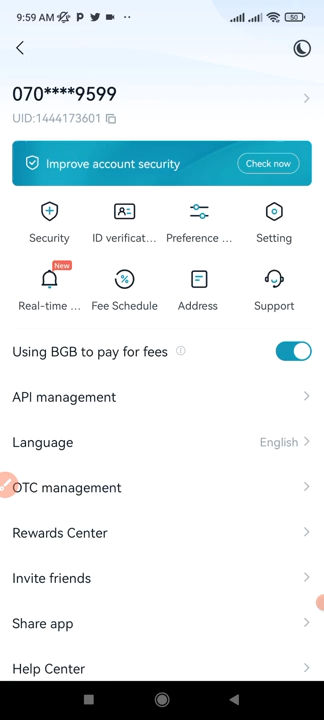 9:59 AM
50
070****9599
UID:1444173601
Improve account security
Check now
Security
ID verificat...
Preference ...
Setting
New
Real-time ...
Fee Schedule
Address
Support
Using BGB to pay for fees
API management
Language
English
OTC management
Rewards Center
Invite friends
Share app
Help Center